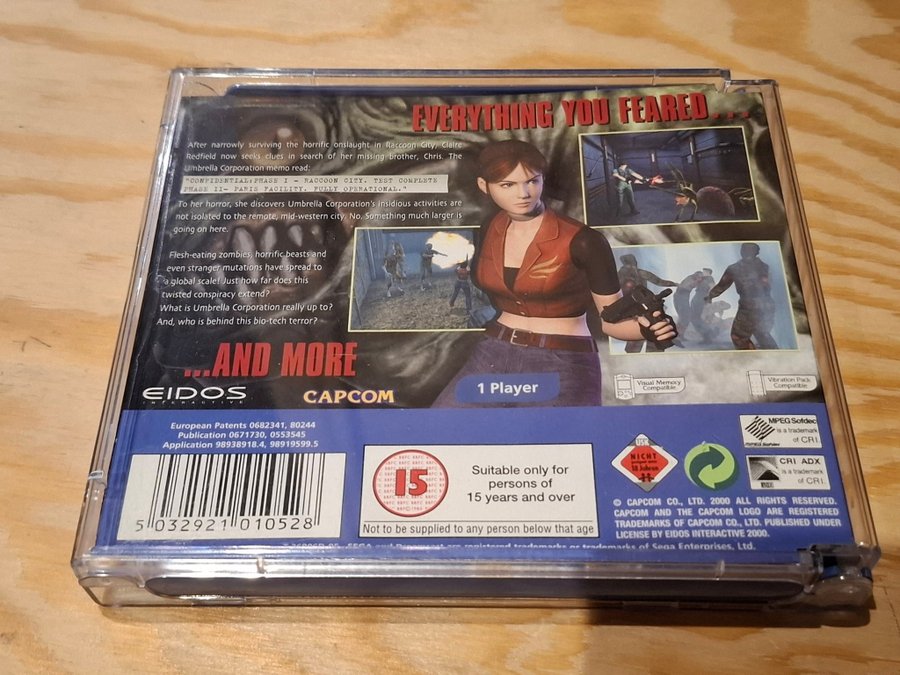 EVERYTHING YOU FEARED...
After narrowly surviving the horrific onslaught in Raccoon City, Claire
Redfield now seeks clues in search of her missing brother, Chris. The
Umbrella Corporation memo read:
"CONFIDENTIAL:PHASE I - RACCOON CITY. TEST COMPLETE
PHASE II- PARIS FACILITY. FULLY OPERATIONAL."
To her horror, she discovers Umbrella Corporation's insidious activities are
not isolated to the remote, mid-western city. No. Something much larger is
going on here.
Flesh-eating zombies, horrific beasts and
even stranger mutations have spread to
a global scale! Just how far does this
twisted conspiracy extend?
What is Umbrella Corporation really up to?
And, who is behind this bio-tech terror?
...AND MORE
EIDOS
INTERACTIVE
CAPCOM
1 Player
Visual Memory
Compatible
Vibration Pack
Compatible
European Patents 0682341, 80244
Publication 0671730, 0553545
Application 98938918.4, 98919599.5
5 032921 010528
15
Suitable only for
persons of
15 years and over
Not to be supplied to any person below that age
NICHT
18 Jahren
MPEG Sofdec
is a trademark
of CRI.
CRI ADX
is a trademark
of CRI.
© CAPCOM CO., LTD. 2000 ALL RIGHTS RESERVED.
CAPCOM AND THE CAPCOM LOGO ARE REGISTERED
TRADEMARKS OF CAPCOM CO., LTD. PUBLISHED UNDER
LICENSE BY EIDOS INTERACTIVE 2000.
SEGA and Dreamcast are registered trademarks or trademarks of Sega Enterprises, Ltd.